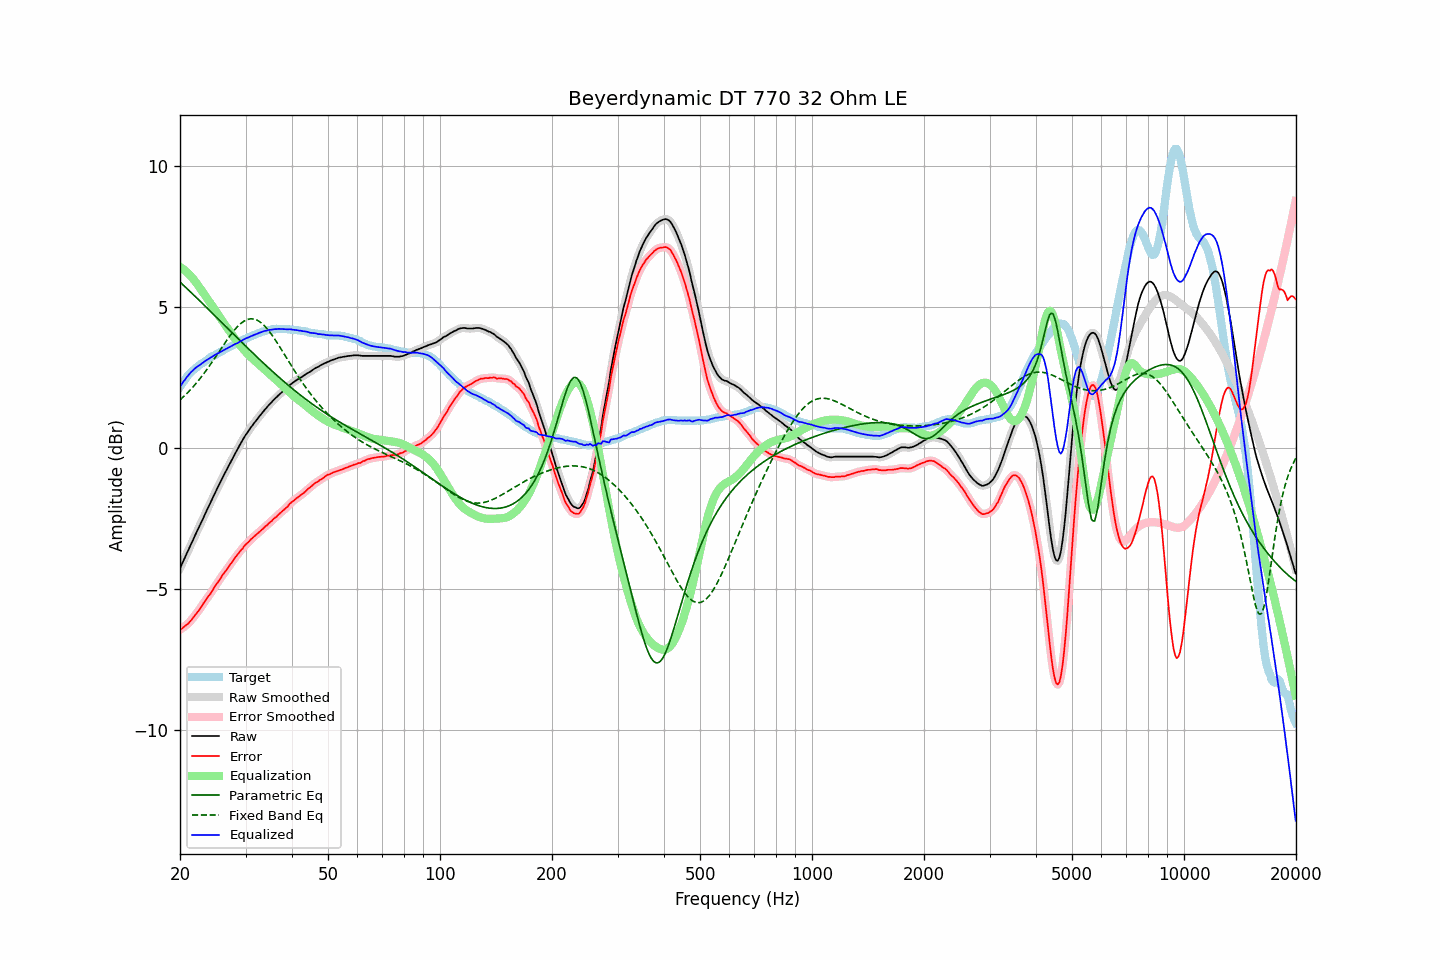 Beyerdynamic DT 770 32 Ohm LE
Amplitude (dBr)
10
5
0
−5
−10
Target
Raw Smoothed
Error Smoothed
Raw
Error
Equalization
Parametric Eq
Fixed Band Eq
Equalized
20 50 100 200 500 1000 2000 5000 10000 20000
Frequency (Hz)